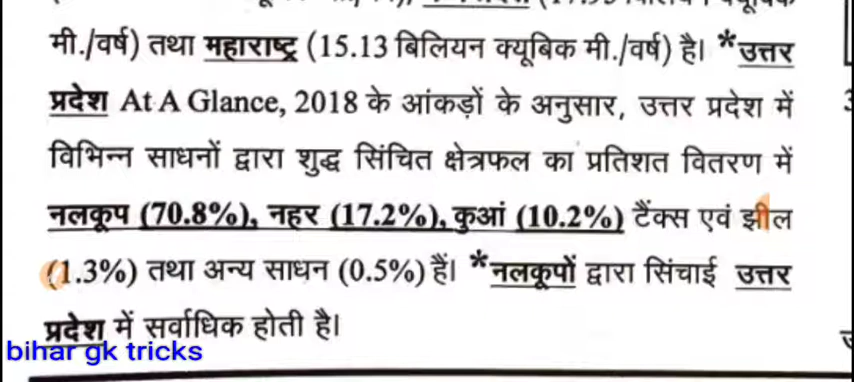 मी./वर्ष) तथा महाराष्ट्र (15.13 बिलियन क्यूबिक मी./वर्ष) है। *उत्तर
प्रदेश At A Glance, 2018 के आंकड़ों के अनुसार, उत्तर प्रदेश में
विभिन्न साधनों द्वारा शुद्ध सिंचित क्षेत्रफल का प्रतिशत वितरण में
नलकूप (70.8%), नहर (17.2%), कुआं (10.2%) टैंक्स एवं झील
(1.3%) तथा अन्य साधन (0.5%) हैं। *नलकूपों द्वारा सिंचाई उत्तर
प्रदेश में सर्वाधिक होती है।
bihar gk tricks